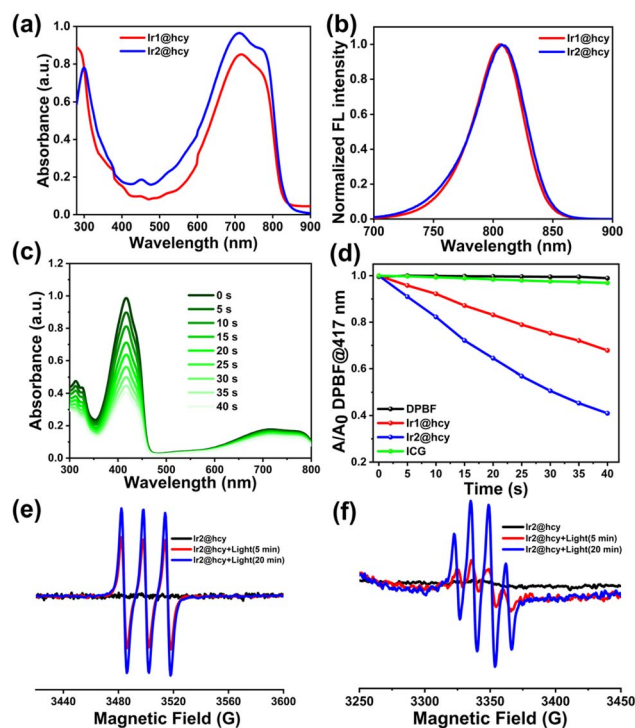 (a)
Ir1@hcy
Ir2@hcy
Absorbance (a.u.)
1.0
0.8
0.6
0.4
0.2
0.0
300 400 500 600 700 800 900
Wavelength (nm)
(b)
Ir1@hcy
Ir2@hcy
Normalized FL intensity
1.0
0.8
0.6
0.4
0.2
0.0
700 750 800 850 900
Wavelength (nm)
(c)
Absorbance (a.u.)
1.2
1.0
0.8
0.6
0.4
0.2
0.0
0 s
5 s
10 s
15 s
20 s
25 s
30 s
35 s
40 s
300 400 500 600 700 800
Wavelength (nm)
(d)
A/A0 DPBF@417 nm
1.0
0.8
0.6
0.4
0.2
DPBF
Ir1@hcy
Ir2@hcy
ICG
0 5 10 15 20 25 30 35 40
Time (s)
(e)
Ir2@hcy
Ir2@hcy+Light(5 min)
Ir2@hcy+Light(20 min)
3440 3480 3520 3560 3600
Magnetic Field (G)
(f)
Ir2@hcy
Ir2@hcy+Light(5 min)
Ir2@hcy+Light(20 min)
3250 3300 3350 3400 3450
Magnetic Field (G)